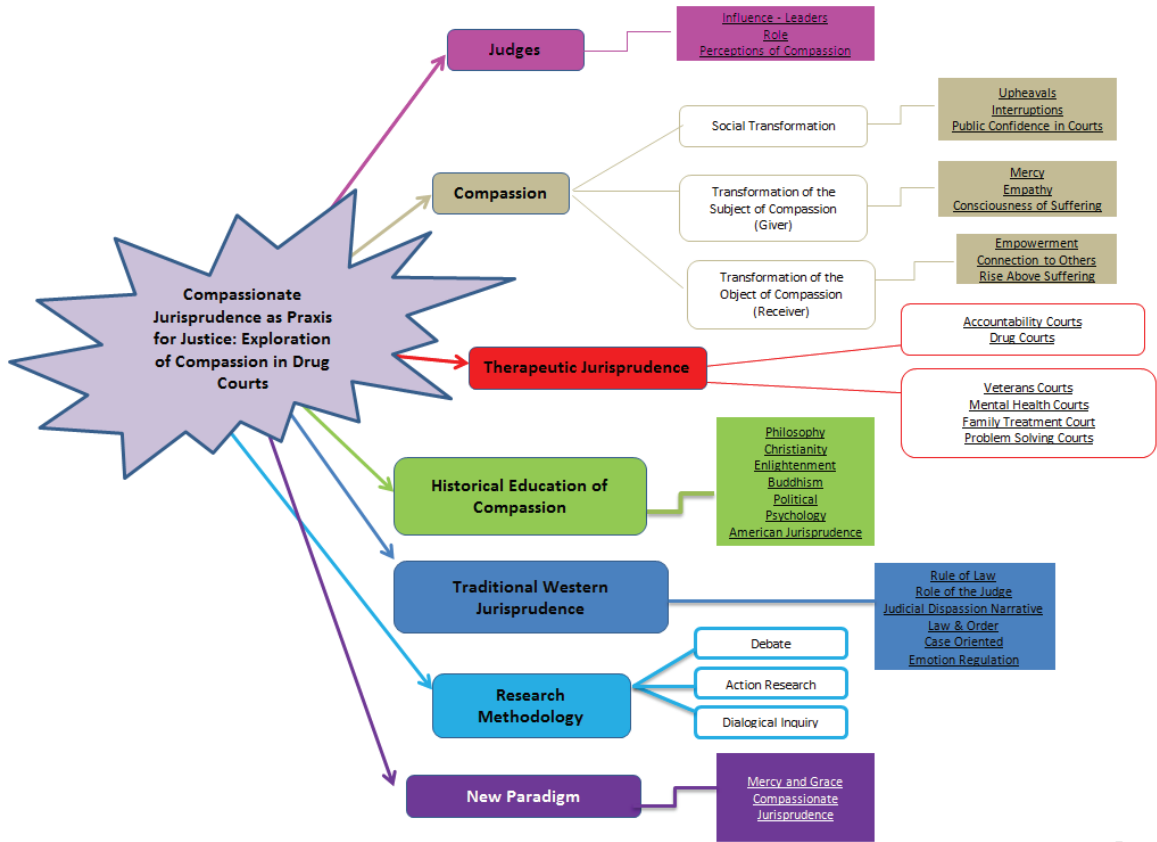 Influence - Leaders
Role
Perceptions of Compassion
Judges
Upheavals
Interruptions
Public Confidence in Courts
Social Transformation
Compassion
Transformation of the
Subject of Compassion
(Giver)
Mercy
Empathy
Consciousness of Suffering
Transformation of the
Object of Compassion
(Receiver)
Empowerment
Connection to Others
Rise Above Suffering
Compassionate
Jurisprudence as Praxis
for Justice: Exploration
of Compassion in Drug
Courts
Therapeutic Jurisprudence
Accountability Courts
Drug Courts
Veterans Courts
Mental Health Courts
Family Treatment Court
Problem Solving Courts
Historical Education of
Compassion
Philosophy
Christianity
Enlightenment
Buddhism
Political
Psychology
American Jurisprudence
Traditional Western
Jurisprudence
Rule of Law
Role of the Judge
Judicial Dispassion Narrative
Law & Order
Case Oriented
Emotion Regulation
Research
Methodology
Debate
Action Research
Dialogical Inquiry
New Paradigm
Mercy and Grace
Compassionate
Jurisprudence